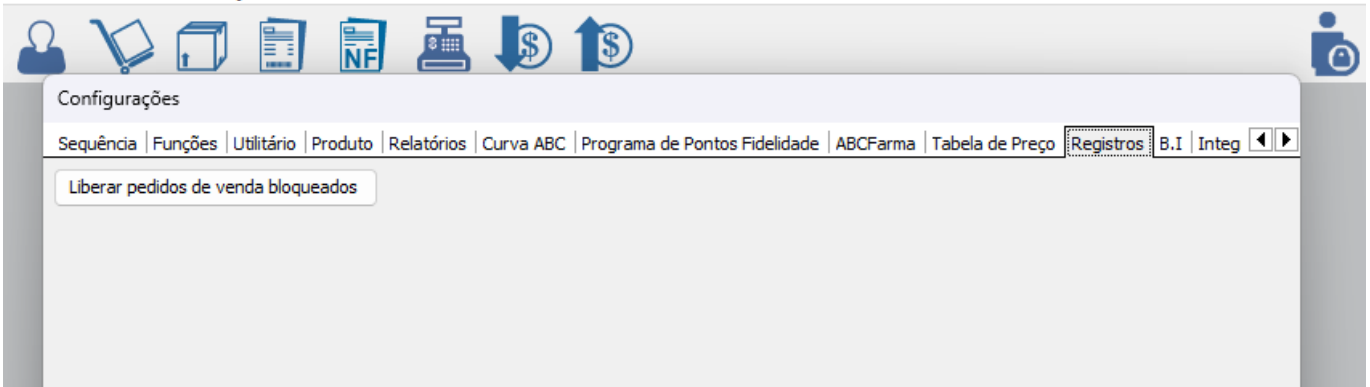 NF
Configurações
Sequência Funções Utilitário Produto Relatórios Curva ABC Programa de Pontos Fidelidade ABCFarma Tabela de Preço Registros B.I Integ
Liberar pedidos de venda bloqueados